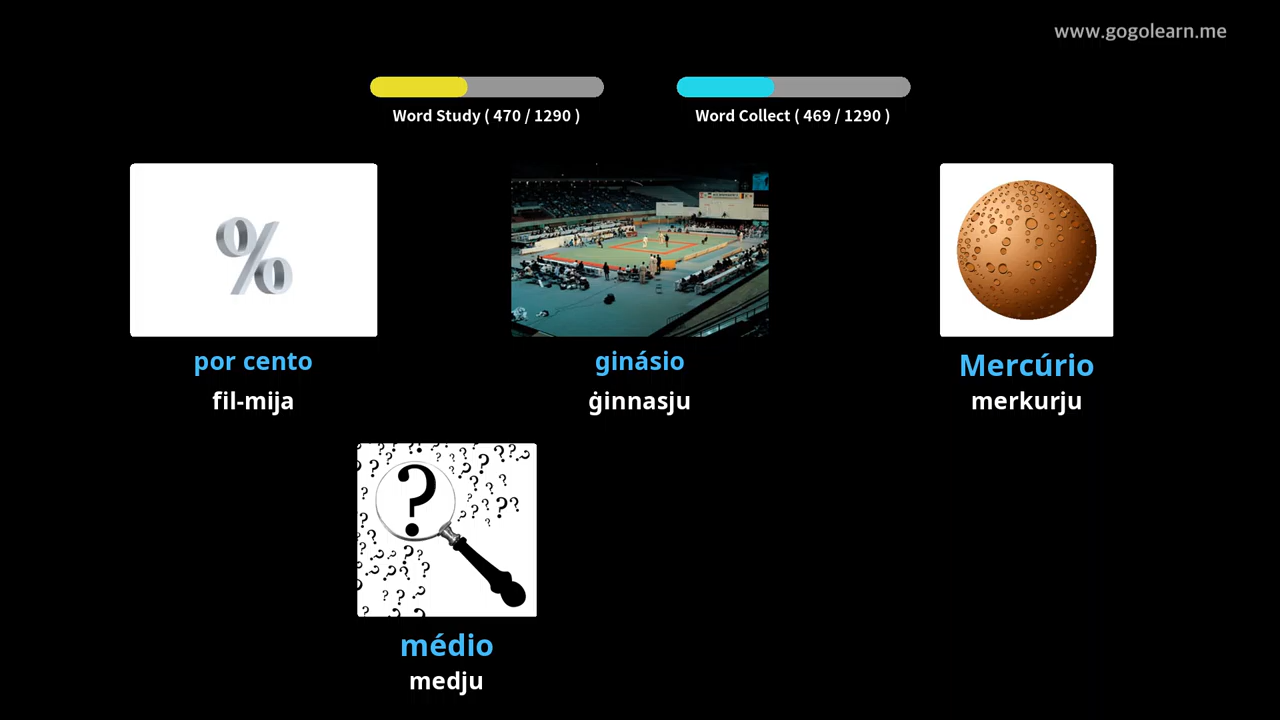 www.gogolearn.me
Word Study ( 470 / 1290 )
Word Collect ( 469 / 1290 )
%
por cento
fil-mija
ginásio
ġinnasju
Mercúrio
merkurju
?
médio
medju